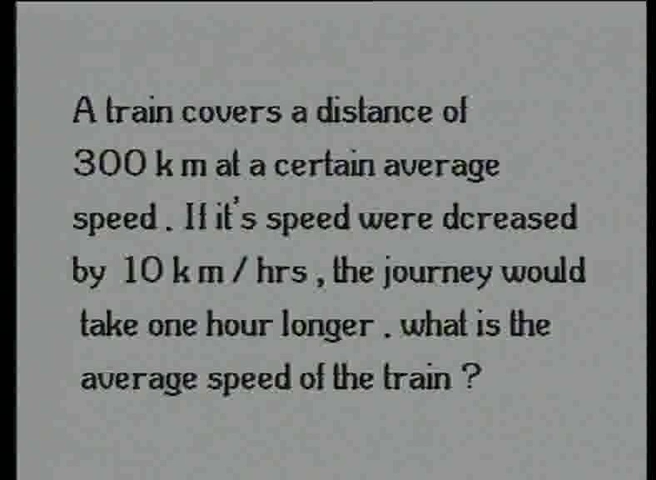 A train covers a distance of
300 k m at a certain average
speed . If it's speed were dcreased
by 10 k m / hrs , the journey would
take one hour longer . what is the
average speed of the train ?